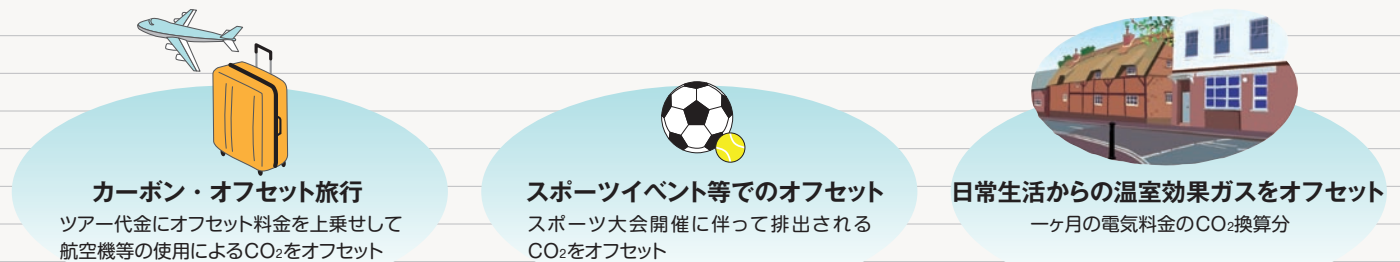 カーボン・オフセット旅行
ツアー代金にオフセット料金を上乗せして
航空機等の使用によるCO₂をオフセット
スポーツイベント等でのオフセット
スポーツ大会開催に伴って排出される
CO₂をオフセット
日常生活からの温室効果ガスをオフセット
一ヶ月の電気料金のCO₂換算分